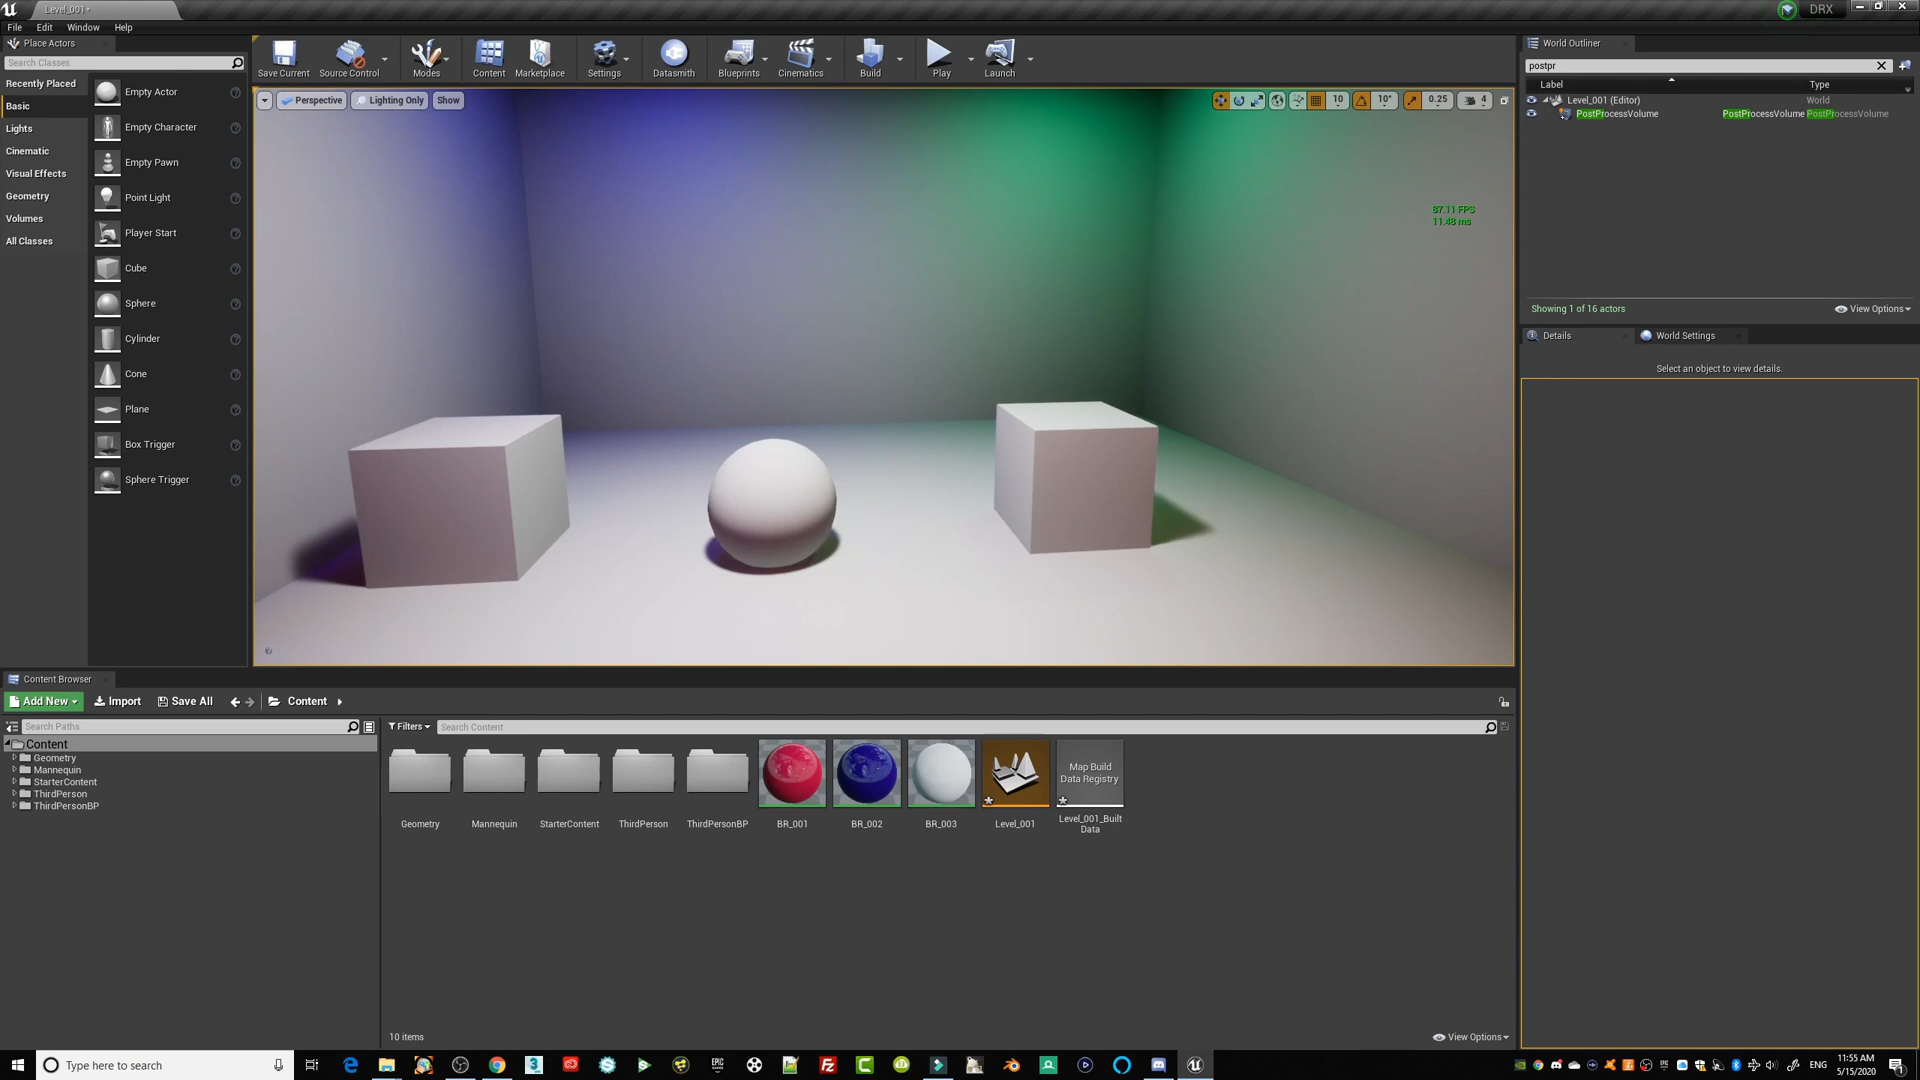 Level_001•
DRX
File Edit Window Help
Place Actors
Search Classes
Recently Placed
Basic
Lights
Cinematic
Visual Effects
Geometry
Volumes
All Classes
Empty Actor
Empty Character
Empty Pawn
Point Light
Player Start
Cube
Sphere
Cylinder
Cone
Plane
Box Trigger
Sphere Trigger
Save Current
Source Control
Modes
Content
Marketplace
Settings
Datasmith
Blueprints
Cinematics
Build
Play
Launch
Perspective
Lighting Only
Show
10
10°
0.25
4
87.11 FPS
11.48 ms
World Outliner
postpr
Label Type
Level_001 (Editor) World
PostProcessVolume PostProcessVolume PostProcessVolume
Showing 1 of 16 actors
View Options
Details
World Settings
Select an object to view details.
Content Browser
Add New Import Save All Content
Search Paths
Content
Geometry
Mannequin
StarterContent
ThirdPerson
ThirdPersonBP
Filters
Search Content
Geometry
Mannequin
StarterContent
ThirdPerson
ThirdPersonBP
BR_001
BR_002
BR_003
Level_001
Map Build
Data Registry
Level_001_Built
Data
10 items
View Options
Type here to search
ENG
11:55 AM
5/15/2020